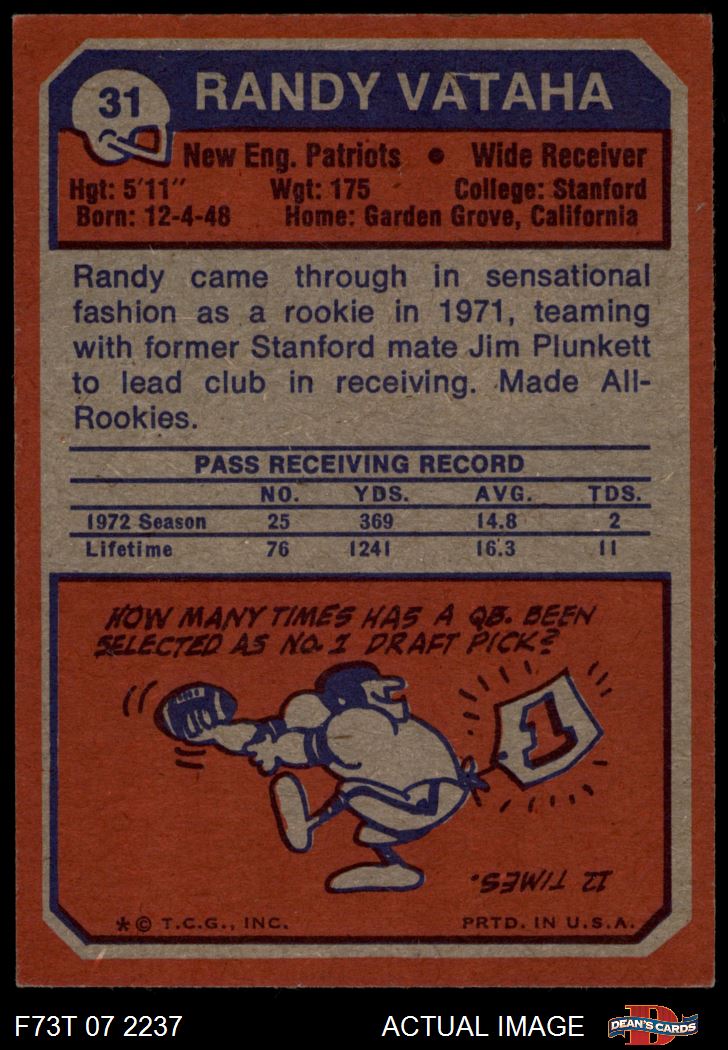 31
RANDY VATAHA
New Eng. Patriots • Wide Receiver
Hgt: 5'11" Wgt: 175 College: Stanford
Born: 12-4-48 Home: Garden Grove, California
Randy came through in sensational
fashion as a rookie in 1971, teaming
with former Stanford mate Jim Plunkett
to lead club in receiving. Made All-
Rookies.
PASS RECEIVING RECORD
NO. YDS. AVG. TDS.
1972 Season 25 369 14.8 2
Lifetime 76 1241 16.3 11
HOW MANY TIMES HAS A QB. BEEN
SELECTED AS NO. 1 DRAFT PICK?
1
12 TIMES.
* © T.C.G., INC. PRTD. IN U.S.A.
F73T 07 2237 ACTUAL IMAGE
D
DEAN'S CARDS